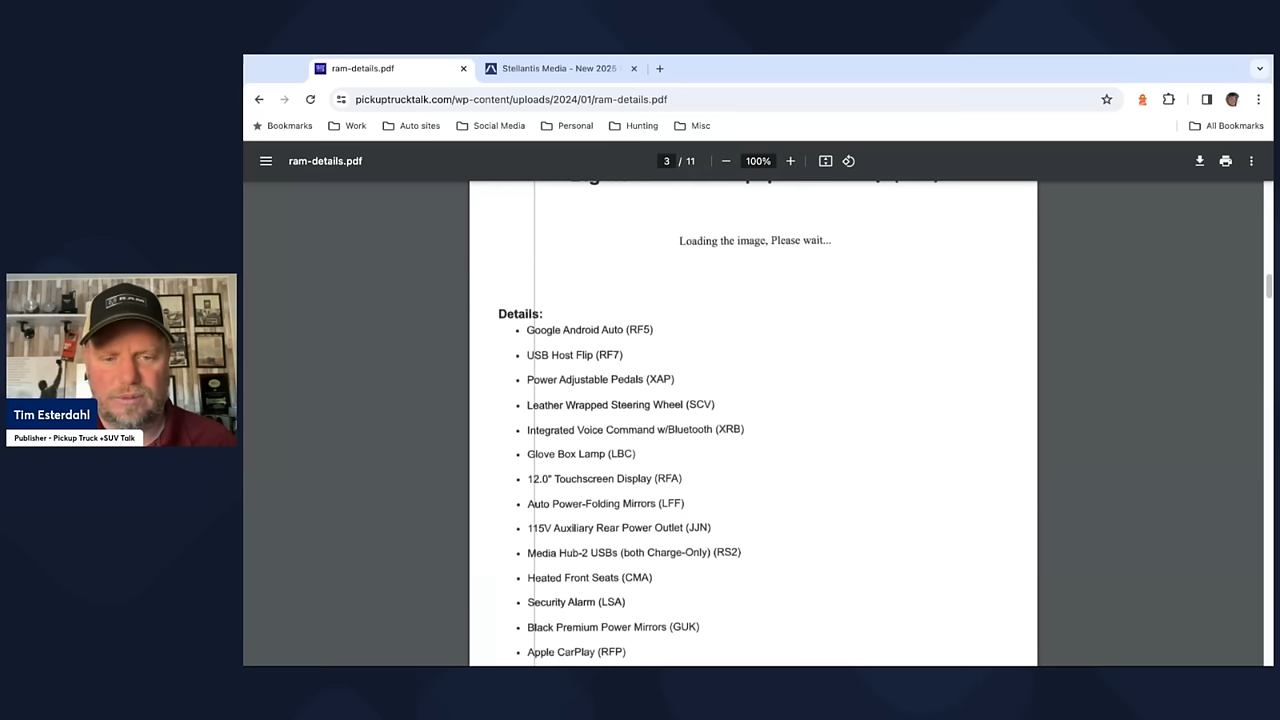 ram-details.pdf
Stellantis Media - New 2025
pickuptrucktalk.com/wp-content/uploads/2024/01/ram-details.pdf
Bookmarks Work Auto sites Social Media Personal Hunting Misc All Bookmarks
ram-details.pdf 3 / 11 100%
Loading the image, Please wait...
Details:
• Google Android Auto (RF5)
• USB Host Flip (RF7)
• Power Adjustable Pedals (XAP)
• Leather Wrapped Steering Wheel (SCV)
• Integrated Voice Command w/Bluetooth (XRB)
• Glove Box Lamp (LBC)
• 12.0" Touchscreen Display (RFA)
• Auto Power-Folding Mirrors (LFF)
• 115V Auxiliary Rear Power Outlet (JJN)
• Media Hub-2 USBs (both Charge-Only) (RS2)
• Heated Front Seats (CMA)
• Security Alarm (LSA)
• Black Premium Power Mirrors (GUK)
• Apple CarPlay (RFP)
RAM
Tim Esterdahl
Publisher - Pickup Truck +SUV Talk